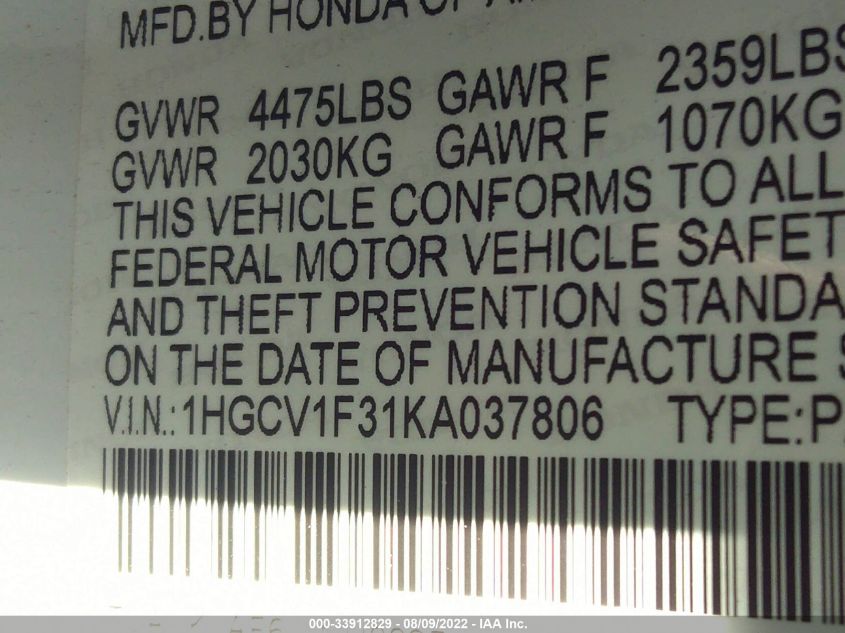 MFD.BY HONDA OF
GVWR 4475LBS GAWR F 2359LBS
GVWR 2030KG GAWR F 1070KG
THIS VEHICLE CONFORMS TO ALL
FEDERAL MOTOR VEHICLE SAFET
AND THEFT PREVENTION STANDA
ON THE DATE OF MANUFACTURE S
V.I.N.:1HGCV1F31KA037806 TYPE:P
000-33912829 - 08/09/2022 - IAA Inc.